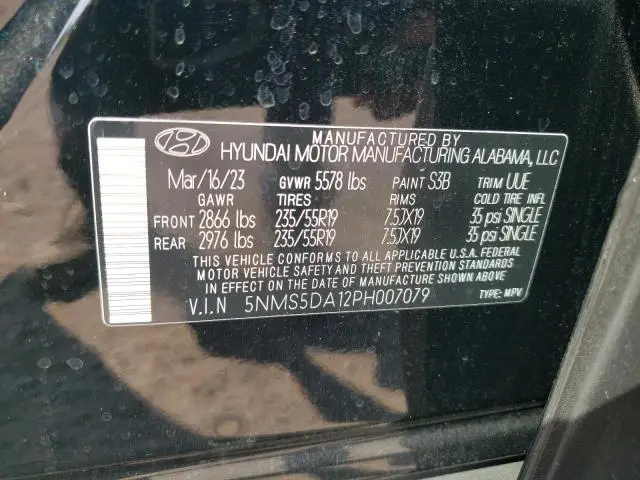 MANUFACTURED BY
HYUNDAI MOTOR MANUFACTURING ALABAMA, LLC
Mar/16/23 GVWR 5578 lbs PAINT S3B TRIM UUE
GAWR TIRES RIMS COLD TIRE INFL
FRONT 2866 lbs 235/55R19 7.5JX19 35 psi SINGLE
REAR 2976 lbs 235/55R19 7.5JX19 35 psi SINGLE
THIS VEHICLE CONFORMS TO ALL APPLICABLE U.S.A. FEDERAL
MOTOR VEHICLE SAFETY AND THEFT PREVENTION STANDARDS
IN EFFECT ON THE DATE OF MANUFACTURE SHOWN ABOVE.
V.I.N 5NMS5DA12PH007079 TYPE: MPV